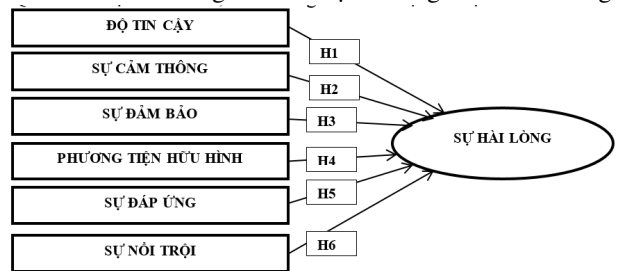 ĐỘ TIN CẬY
H1
SỰ CẢM THÔNG
H2
SỰ ĐẢM BẢO
H3
SỰ HÀI LÒNG
PHƯƠNG TIỆN HỮU HÌNH
H4
SỰ ĐÁP ỨNG
H5
SỰ NỔI TRỘI
H6